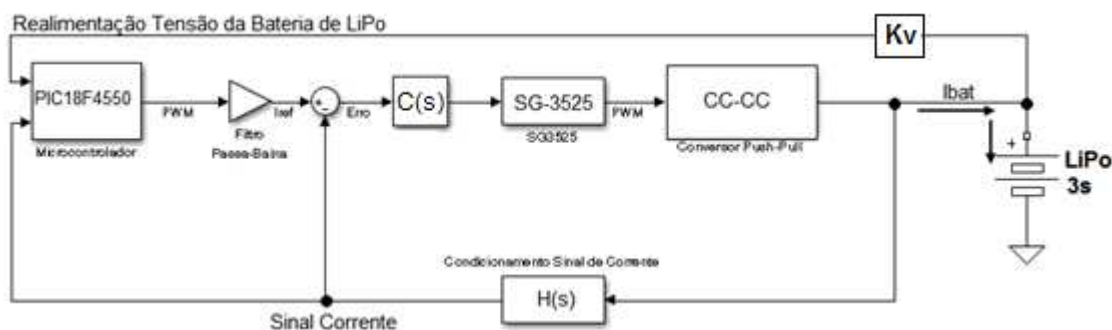 Realimentação Tensão da Bateria de LiPo
Kv
PIC18F4550
Microcontrolador
PWM
Filtro
Passa-Baixa
Iref
Erro
C(s)
SG-3525
SG3525
PWM
CC-CC
Conversor Push-Pull
Ibat
+
LiPo
3s
Condicionamento Sinal de Corrente
H(s)
Sinal Corrente